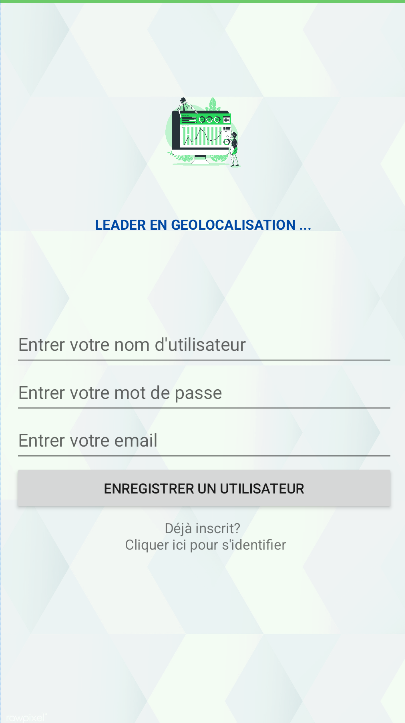 LEADER EN GEOLOCALISATION ...
Entrer votre nom d'utilisateur
Entrer votre mot de passe
Entrer votre email
ENREGISTRER UN UTILISATEUR
Déjà inscrit?
Cliquer ici pour s'identifier